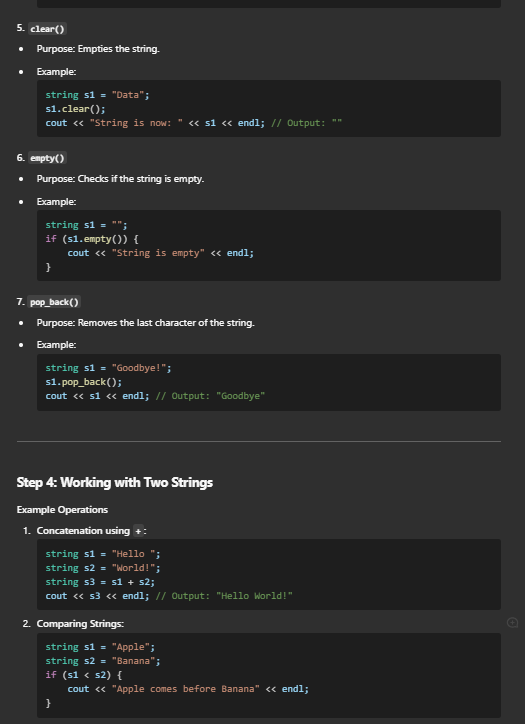 5. clear()
• Purpose: Empties the string.
• Example:
string s1 = "Data";
s1.clear();
cout << "String is now: " << s1 << endl; // Output: ""
6. empty()
• Purpose: Checks if the string is empty.
• Example:
string s1 = "";
if (s1.empty()) {
    cout << "String is empty" << endl;
}
7. pop_back()
• Purpose: Removes the last character of the string.
• Example:
string s1 = "Goodbye!";
s1.pop_back();
cout << s1 << endl; // Output: "Goodbye"
Step 4: Working with Two Strings
Example Operations
1. Concatenation using +:
string s1 = "Hello ";
string s2 = "World!";
string s3 = s1 + s2;
cout << s3 << endl; // Output: "Hello World!"
2. Comparing Strings:
string s1 = "Apple";
string s2 = "Banana";
if (s1 < s2) {
    cout << "Apple comes before Banana" << endl;
}